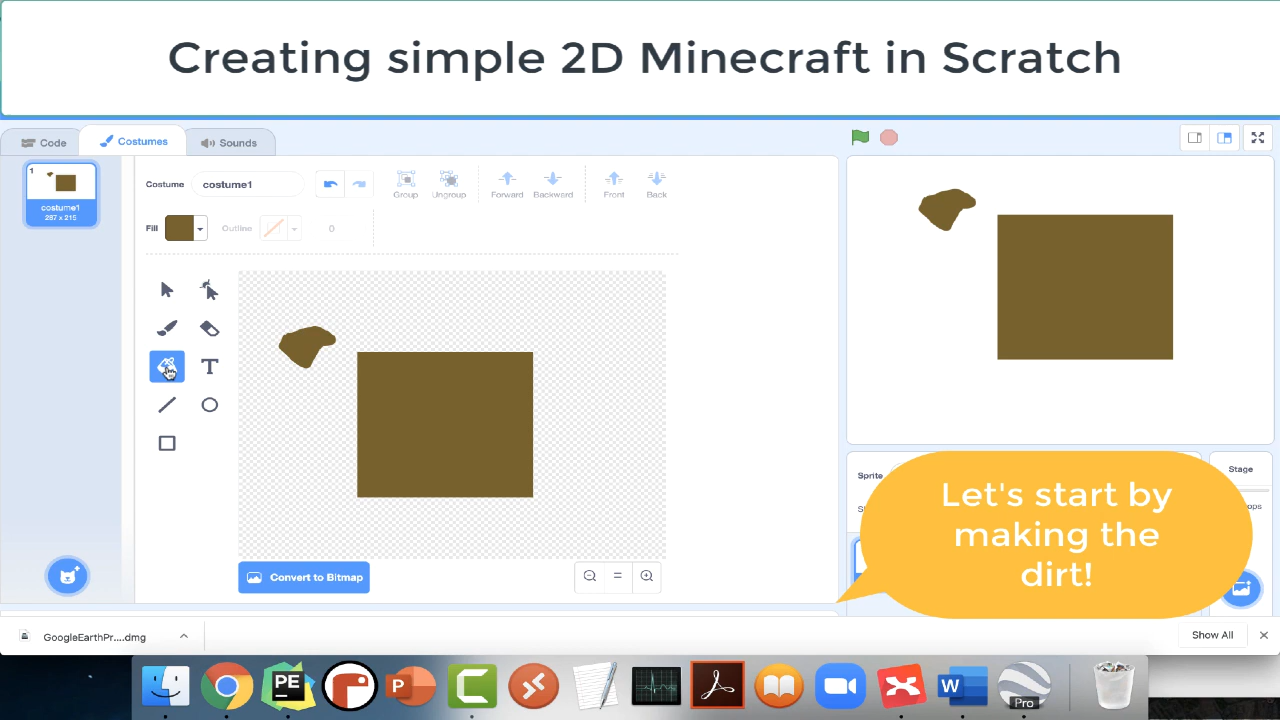 Creating simple 2D Minecraft in Scratch
Code Costumes Sounds
1
costume1
287 x 215
Costume costume1
Group Ungroup Forward Backward Front Back
Fill Outline 0
T
Convert to Bitmap
Sprite
Stage
Let's start by
making the
dirt!
GoogleEarthPr....dmg
Show All
PE
P
W
Pro